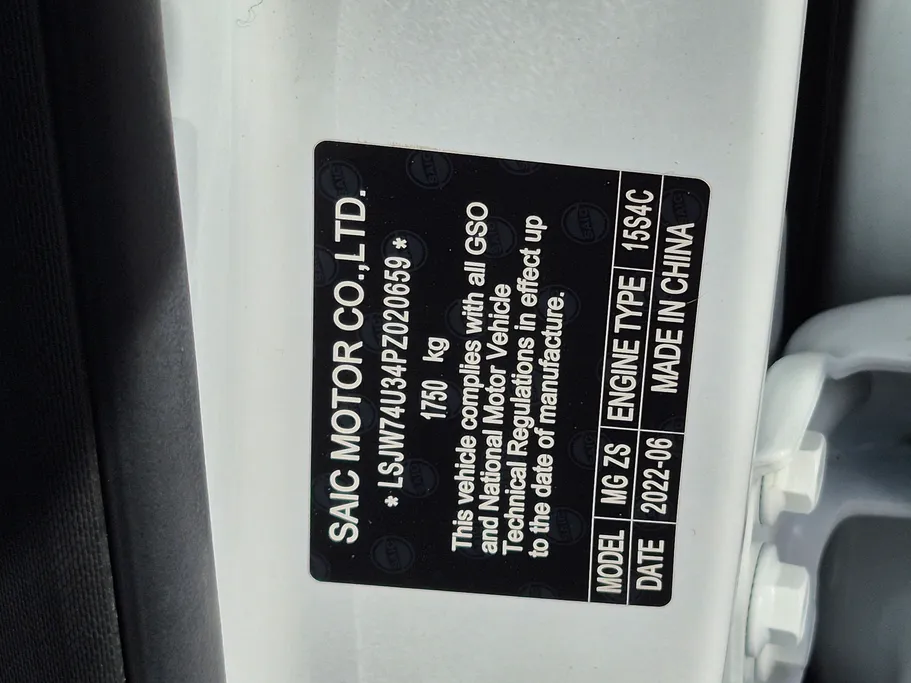 SAIC MOTOR CO.,LTD.
* LSJW74U34PZ020659 *
1750 kg
This vehicle complies with all GSO
and National Motor Vehicle
Technical Regulations in effect up
to the date of manufacture.
MODEL MG ZS ENGINE TYPE 15S4C
DATE 2022-06 MADE IN CHINA